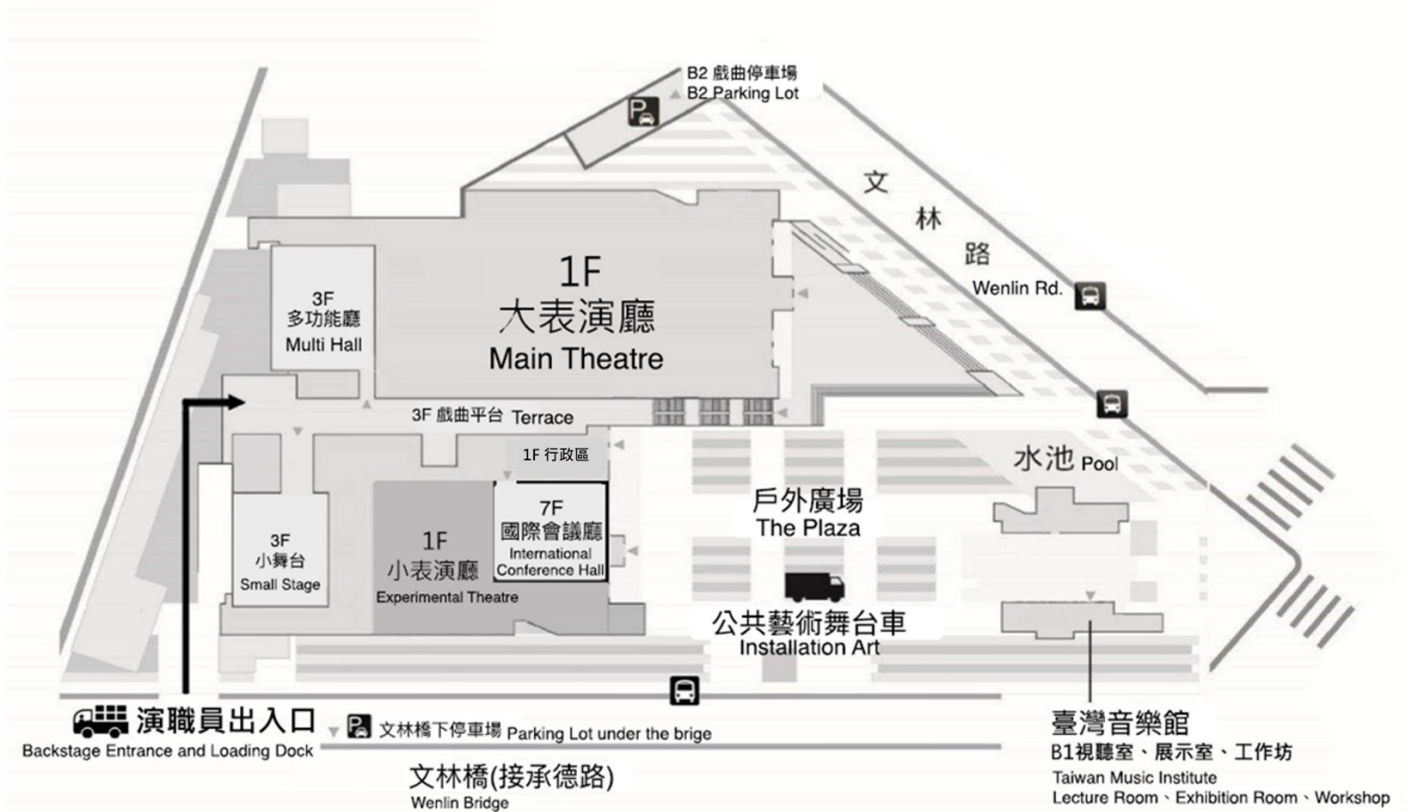 B2 戲曲停車場
B2 Parking Lot
文
林
路
Wenlin Rd.
1F
大表演廳
Main Theatre
3F
多功能廳
Multi Hall
3F 戲曲平台 Terrace
1F 行政區
水池 Pool
戶外廣場
The Plaza
7F
國際會議廳
International
Conference Hall
1F
小表演廳
Experimental Theatre
3F
小舞台
Small Stage
公共藝術舞台車
Installation Art
演職員出入口
Backstage Entrance and Loading Dock
P 文林橋下停車場 Parking Lot under the brige
文林橋(接承德路)
Wenlin Bridge
臺灣音樂館
B1視聽室、展示室、工作坊
Taiwan Music Institute
Lecture Room、Exhibition Room、Workshop
P